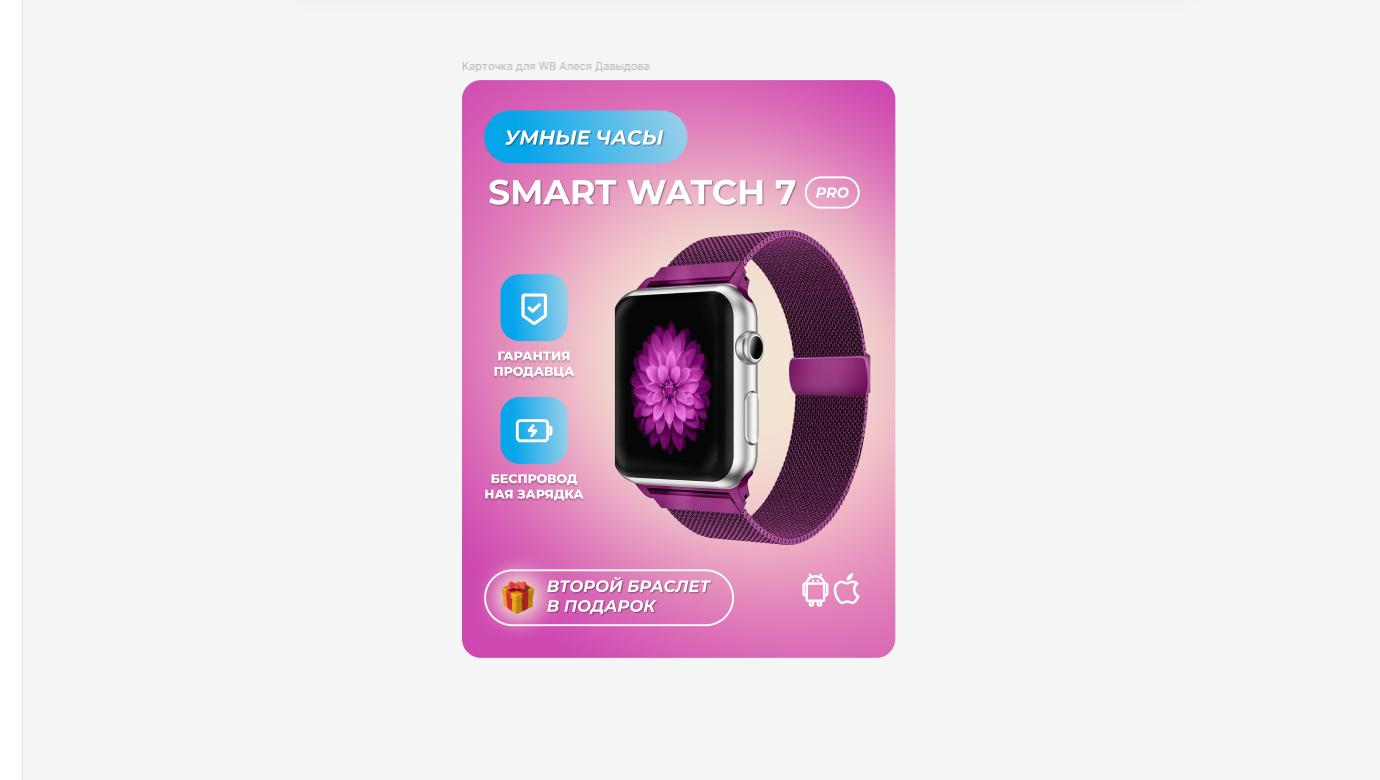 Карточка для WB Алеся Давыдова
УМНЫЕ ЧАСЫ
SMART WATCH 7 PRO
ГАРАНТИЯ
ПРОДАВЦА
БЕСПРОВОД
НАЯ ЗАРЯДКА
ВТОРОЙ БРАСЛЕТ
В ПОДАРОК